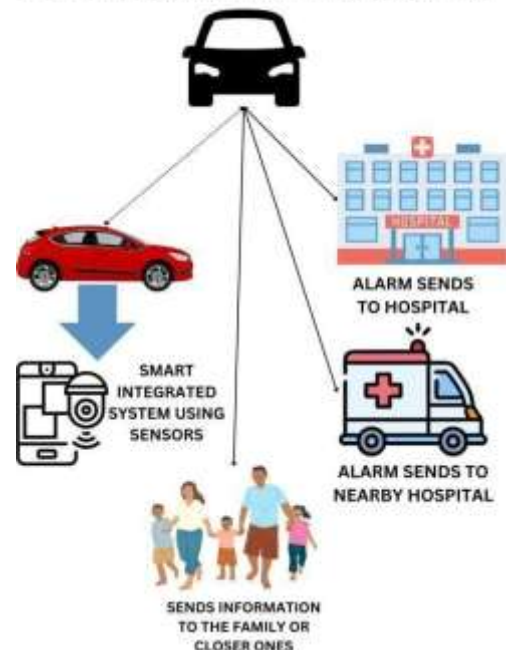 HOSPITAL
ALARM SENDS
TO HOSPITAL
SMART
INTEGRATED
SYSTEM USING
SENSORS
ALARM SENDS TO
NEARBY HOSPITAL
SENDS INFORMATION
TO THE FAMILY OR
CLOSER ONES